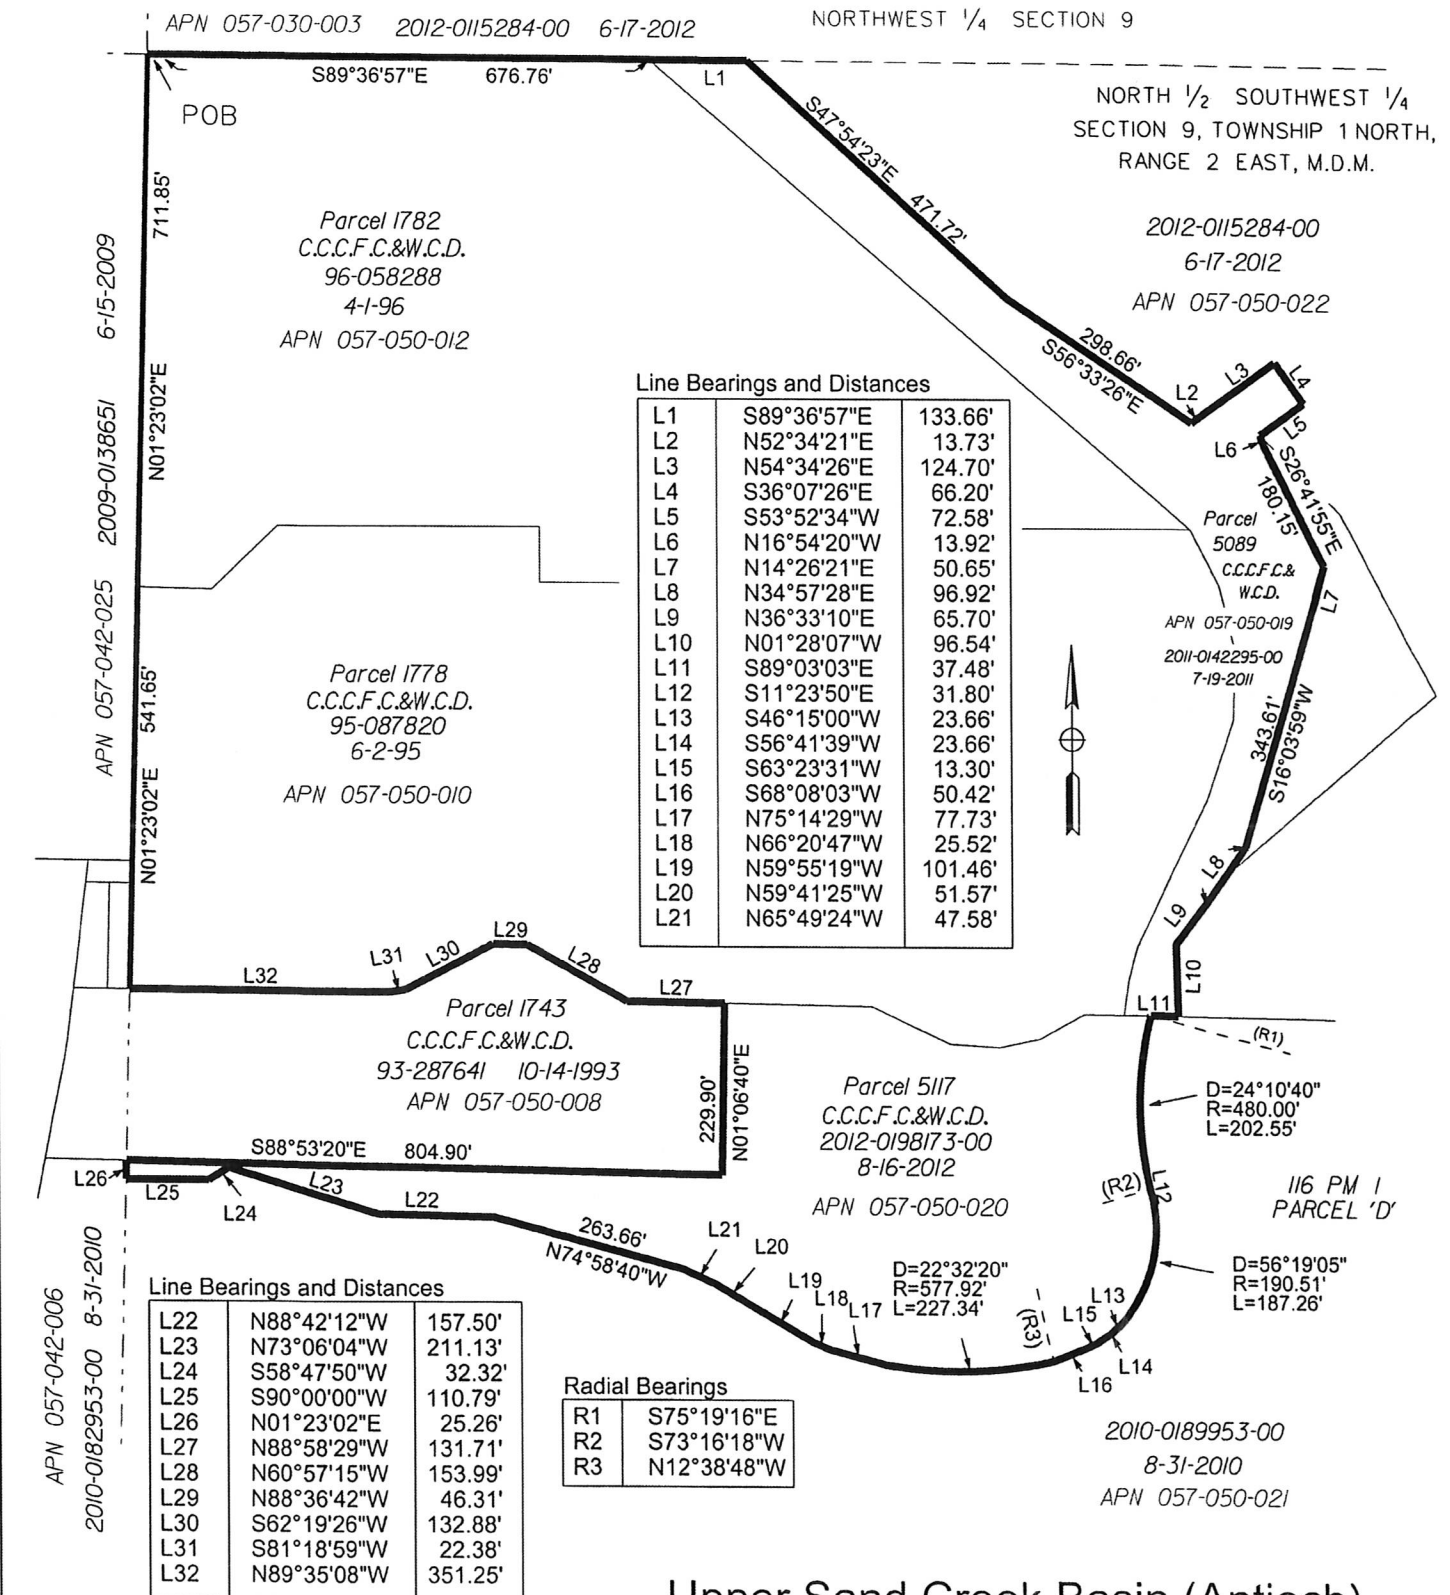 APN 057-030-003 2012-0115284-00 6-17-2012
NORTHWEST 1/4 SECTION 9
S89°36'57"E 676.76'
L1
POB
NORTH 1/2 SOUTHWEST 1/4
SECTION 9, TOWNSHIP 1 NORTH,
RANGE 2 EAST, M.D.M.
S47°54'23"E 471.72'
711.85'
N01°23'02"E
APN 057-042-025 2009-0138651 6-15-2009
Parcel 1782
C.C.C.F.C.&W.C.D.
96-058288
4-1-96
APN 057-050-012
2012-0115284-00
6-17-2012
APN 057-050-022
298.66'
S56°33'26"E
L2
L3
L4
L5
L6
S26°41'55"E
180.15'
Line Bearings and Distances
L1 S89°36'57"E 133.66'
L2 N52°34'21"E 13.73'
L3 N54°34'26"E 124.70'
L4 S36°07'26"E 66.20'
L5 S53°52'34"W 72.58'
L6 N16°54'20"W 13.92'
L7 N14°26'21"E 50.65'
L8 N34°57'28"E 96.92'
L9 N36°33'10"E 65.70'
L10 N01°28'07"W 96.54'
L11 S89°03'03"E 37.48'
L12 S11°23'50"E 31.80'
L13 S46°15'00"W 23.66'
L14 S56°41'39"W 23.66'
L15 S63°23'31"W 13.30'
L16 S68°08'03"W 50.42'
L17 N75°14'29"W 77.73'
L18 N66°20'47"W 25.52'
L19 N59°55'19"W 101.46'
L20 N59°41'25"W 51.57'
L21 N65°49'24"W 47.58'
Parcel
5089
C.C.C.F.C.&
W.C.D.
APN 057-050-019
2011-0142295-00
7-19-2011
L7
343.61'
S16°03'59"W
Parcel 1778
C.C.C.F.C.&W.C.D.
95-087820
6-2-95
APN 057-050-010
N01°23'02"E 541.65'
L8
L9
L10
L11
(R1)
L32
L31
L30
L29
L28
L27
Parcel 1743
C.C.C.F.C.&W.C.D.
93-287641 10-14-1993
APN 057-050-008
229.90'
N01°06'40"E
Parcel 5117
C.C.C.F.C.&W.C.D.
2012-0198173-00
8-16-2012
APN 057-050-020
D=24°10'40"
R=480.00'
L=202.55'
(R2)
L12
116 PM 1
PARCEL 'D'
S88°53'20"E 804.90'
L26
L25
L24
L23
L22
263.66'
N74°58'40"W
L21
L20
L19
L18
L17
D=22°32'20"
R=577.92'
L=227.34'
(R3)
L15
L13
L14
L16
D=56°19'05"
R=190.51'
L=187.26'
APN 057-042-006
2010-0182953-00 8-31-2010
Line Bearings and Distances
L22 N88°42'12"W 157.50'
L23 N73°06'04"W 211.13'
L24 S58°47'50"W 32.32'
L25 S90°00'00"W 110.79'
L26 N01°23'02"E 25.26'
L27 N88°58'29"W 131.71'
L28 N60°57'15"W 153.99'
L29 N88°36'42"W 46.31'
L30 S62°19'26"W 132.88'
L31 S81°18'59"W 22.38'
L32 N89°35'08"W 351.25'
Radial Bearings
R1 S75°19'16"E
R2 S73°16'18"W
R3 N12°38'48"W
2010-0189953-00
8-31-2010
APN 057-050-021
Upper Sand Creek Basin (Antioch)